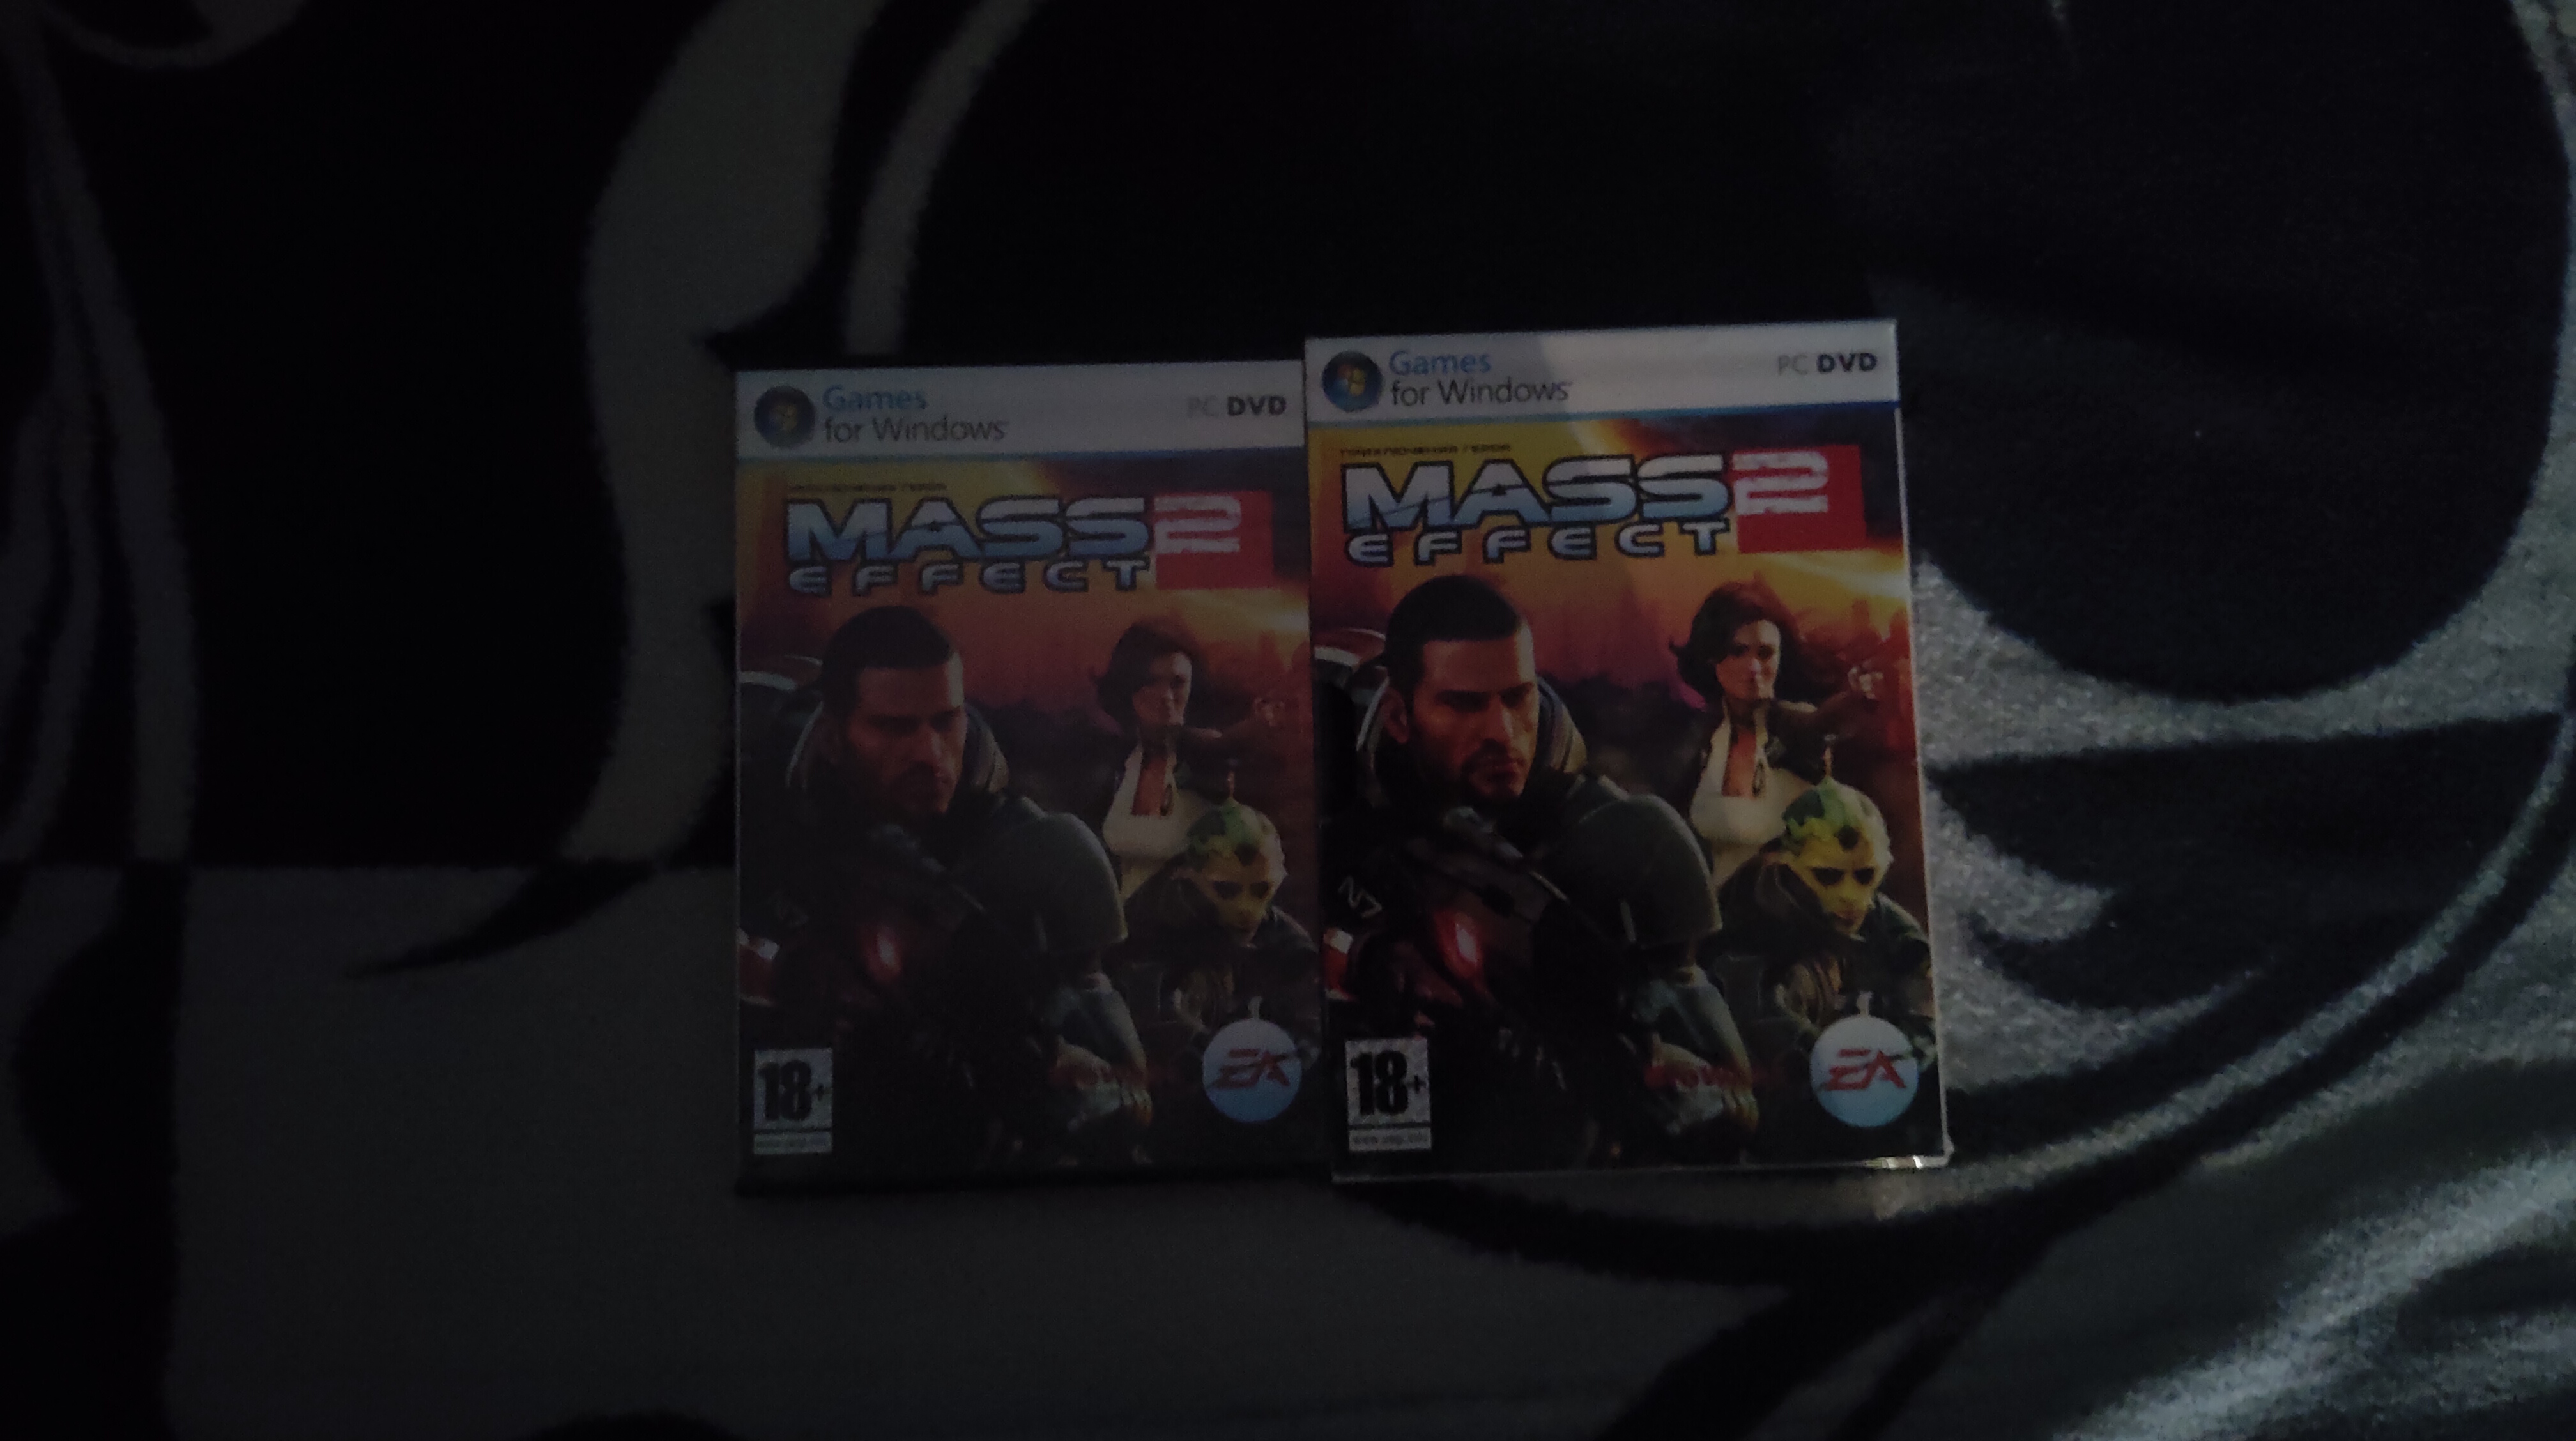 Games
for Windows
PC DVD
MASS 2
EFFECT
18+
EA
Games
for Windows
PC DVD
MASS 2
EFFECT
N7
18+
EA